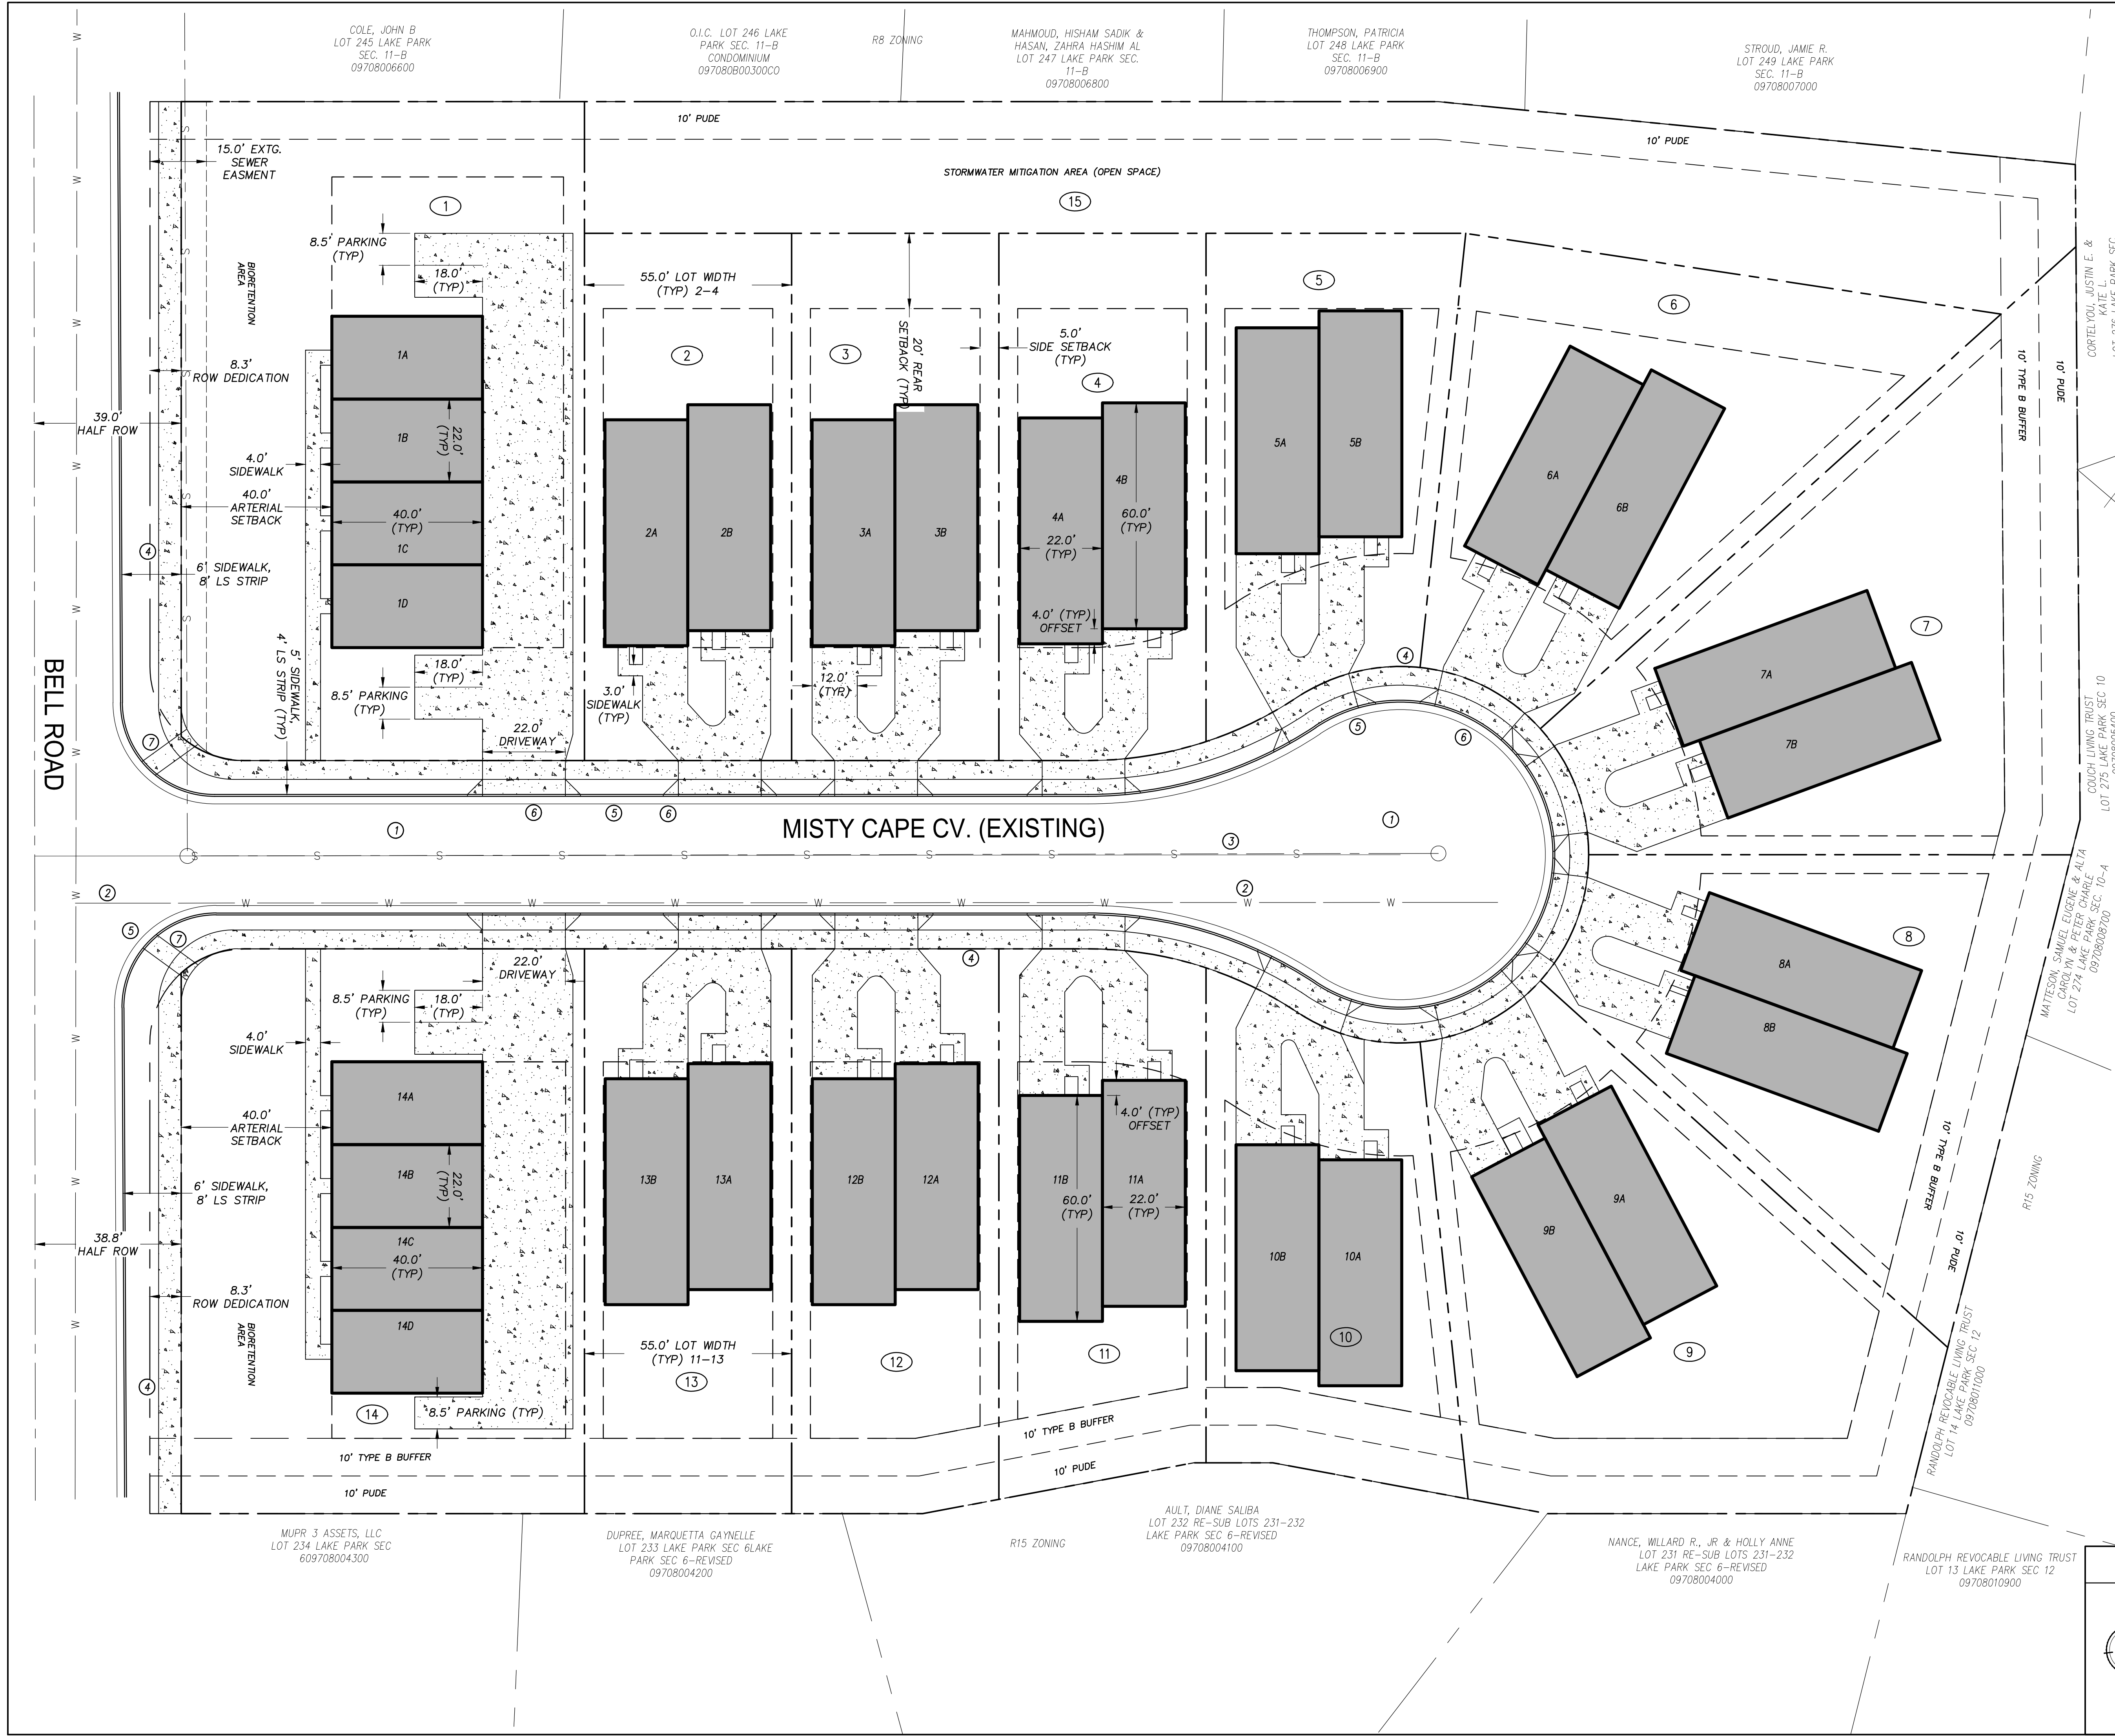 COLE, JOHN B
LOT 245 LAKE PARK
SEC. 11-B
09708006600
O.I.C. LOT 246 LAKE
PARK SEC. 11-B
CONDOMINIUM
097080B00300CO
R8 ZONING
MAHMOUD, HISHAM SADIK &
HASAN, ZAHRA HASHIM AL
LOT 247 LAKE PARK SEC.
11-B
09708006800
THOMPSON, PATRICIA
LOT 248 LAKE PARK
SEC. 11-B
09708006900
STROUD, JAMIE R.
LOT 249 LAKE PARK
SEC. 11-B
09708007000
10' PUDE
10' PUDE
15.0' EXTG.
SEWER
EASMENT
STORMWATER MITIGATION AREA (OPEN SPACE)
15
1
8.5' PARKING
(TYP)
18.0'
(TYP)
BIORETENTION
AREA
55.0' LOT WIDTH
(TYP) 2-4
5
6
CORTELYOU, JUSTIN E. &
KATE L.
10' TYPE B BUFFER
10' PUDE
20' REAR
SETBACK (TYP)
5.0'
SIDE SETBACK
(TYP)
2
3
4
1A
8.3'
ROW DEDICATION
39.0'
HALF ROW
1B
22.0'
(TYP)
4.0'
SIDEWALK
40.0'
ARTERIAL
SETBACK
40.0'
(TYP)
1C
4
6' SIDEWALK,
8' LS STRIP
1D
2A
2B
3A
3B
4A
4B
60.0'
(TYP)
22.0'
(TYP)
4.0' (TYP)
OFFSET
5A
5B
6A
6B
7
7A
7B
BELL ROAD
5' SIDEWALK,
4' LS STRIP (TYP)
18.0'
(TYP)
8.5' PARKING
(TYP)
22.0'
DRIVEWAY
3.0'
SIDEWALK
(TYP)
12.0'
(TYP)
4
5
6
7
COUCH LIVING TRUST
LOT 275 LAKE PARK SEC 10
6
5
6
1
MISTY CAPE CV. (EXISTING)
1
3
S S S S S S S S S S
2
2
W W W W W W W W W
5
7
4
22.0'
DRIVEWAY
8.5' PARKING
(TYP)
18.0'
(TYP)
4.0'
SIDEWALK
40.0'
ARTERIAL
SETBACK
6' SIDEWALK,
8' LS STRIP
38.8'
HALF ROW
8.3'
ROW DEDICATION
BIORETENTION
AREA
4
14A
14B
22.0'
(TYP)
14C
40.0'
(TYP)
14D
14
8.5' PARKING (TYP)
13B
13A
12B
12A
11B
11A
4.0' (TYP)
OFFSET
60.0'
(TYP)
22.0'
(TYP)
55.0' LOT WIDTH
(TYP) 11-13
13
12
11
10B
10A
10
9B
9A
9
8
8A
8B
MATTESON, SAMUEL EUGENE & ALTA
CAROLYN & PETER CHARLE
LOT 274 LAKE PARK SEC. 10-A
09708008700
10' TYPE B BUFFER
10' PUDE
R15 ZONING
RANDOLPH REVOCABLE LIVING TRUST
LOT 14 LAKE PARK SEC 12
09708011000
10' TYPE B BUFFER
10' TYPE B BUFFER
10' PUDE
10' PUDE
MUPR 3 ASSETS, LLC
LOT 234 LAKE PARK SEC
609708004300
DUPREE, MARQUETTA GAYNELLE
LOT 233 LAKE PARK SEC 6LAKE
PARK SEC 6-REVISED
09708004200
R15 ZONING
AULT, DIANE SALIBA
LOT 232 RE-SUB LOTS 231-232
LAKE PARK SEC 6-REVISED
09708004100
NANCE, WILLARD R., JR & HOLLY ANNE
LOT 231 RE-SUB LOTS 231-232
LAKE PARK SEC 6-REVISED
09708004000
RANDOLPH REVOCABLE LIVING TRUST
LOT 13 LAKE PARK SEC 12
09708010900